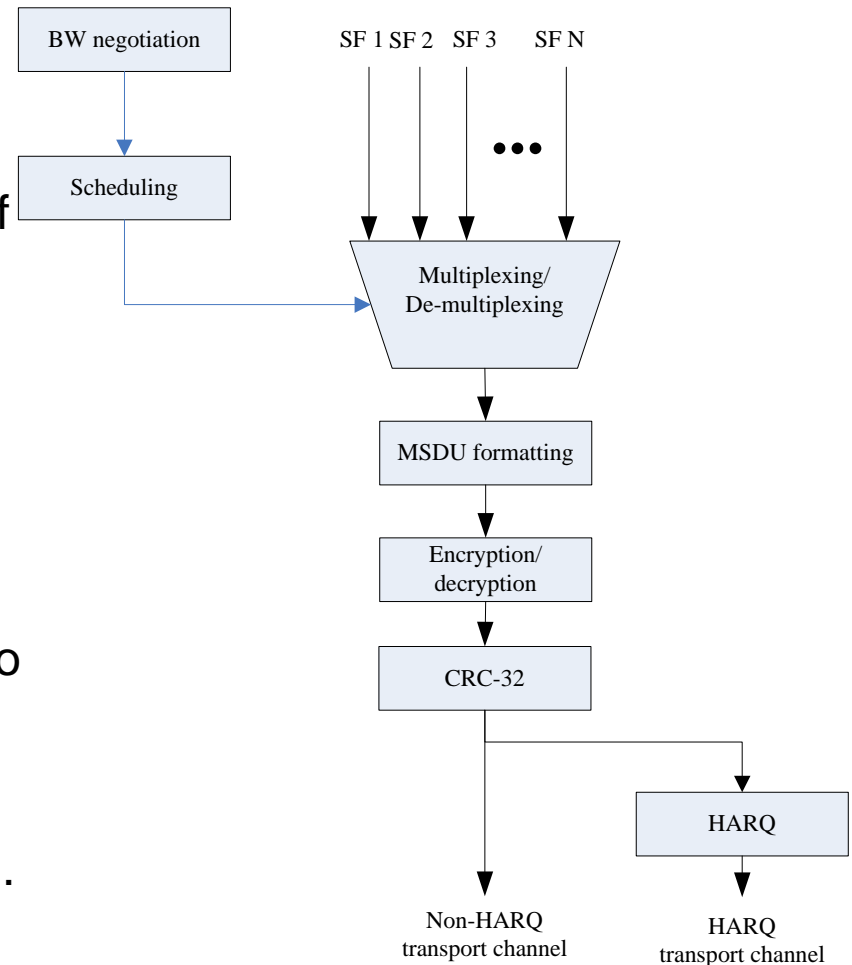 BW negotiation
SF 1 SF 2 SF 3 SF N
•••
Scheduling
f
Multiplexing/
De-multiplexing
MSDU formatting
Encryption/
decryption
o
CRC-32
HARQ
.
Non-HARQ
transport channel
HARQ
transport channel